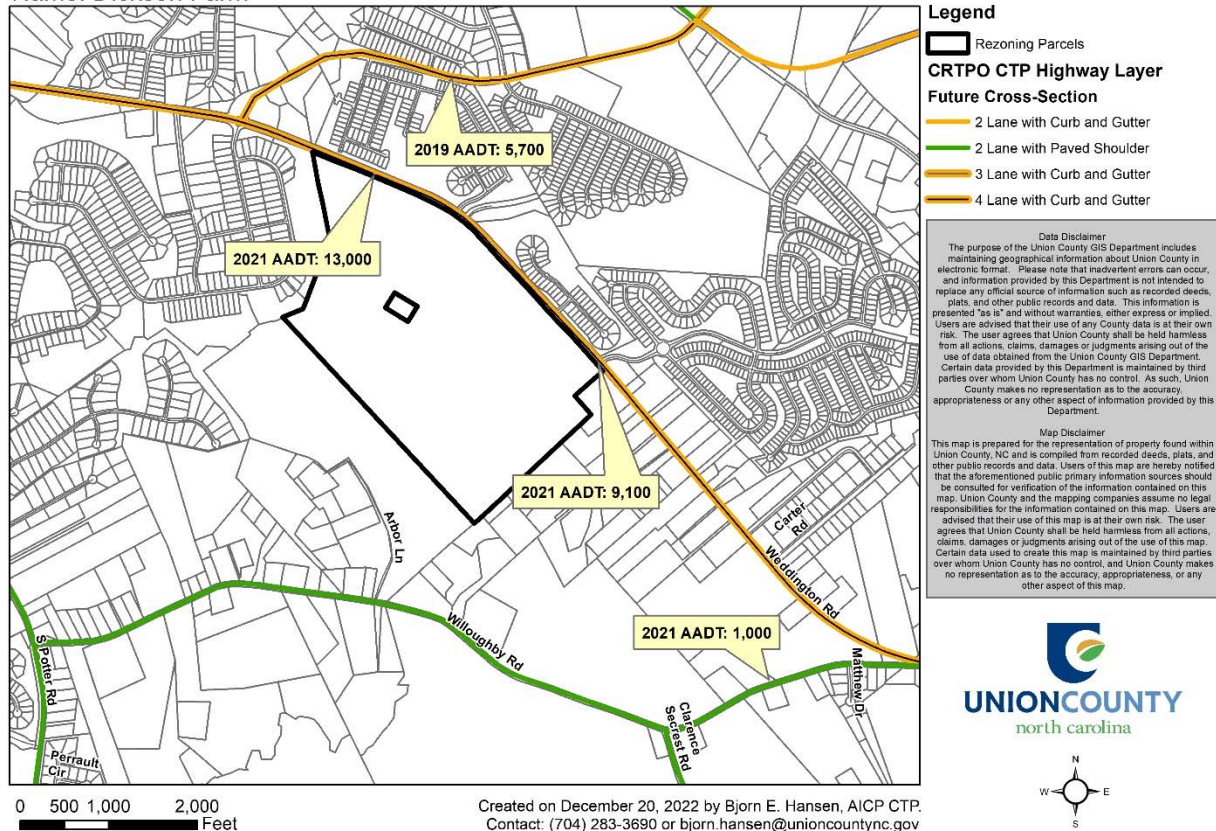 2019 AADT: 5,700
2021 AADT: 13,000
2021 AADT: 9,100
Arbor Ln
Carter
Rd
Weddington Rd
2021 AADT: 1,000
Willoughby Rd
S Potter Rd
Matthew Dr
Clarence
Secrest Rd
Perrault
Cir
0 500 1,000 2,000
Feet
Created on December 20, 2022 by Bjorn E. Hansen, AICP CTP.
Contact: (704) 283-3690 or bjorn.hansen@unioncountync.gov
Legend
Rezoning Parcels
CRTPO CTP Highway Layer
Future Cross-Section
2 Lane with Curb and Gutter
2 Lane with Paved Shoulder
3 Lane with Curb and Gutter
4 Lane with Curb and Gutter
Data Disclaimer
The purpose of the Union County GIS Department includes
maintaining geographical information about Union County in
electronic format. Please note that inadvertent errors can occur,
and information provided by this Department is not intended to
replace any official source of information such as recorded deeds,
plats, and other public records and data. This information is
presented "as is" and without warranties, either express or implied.
Users are advised that their use of any County data is at their own
risk. The user agrees that Union County shall be held harmless
from all actions, claims, damages or judgments arising out of the
use of data obtained from the Union County GIS Department.
Certain data provided by this Department is maintained by third
parties over whom Union County has no control. As such, Union
County makes no representation as to the accuracy,
appropriateness or any other aspect of information provided by this
Department.
Map Disclaimer
This map is prepared for the representation of property found within
Union County, NC and is compiled from recorded deeds, plats, and
other public records and data. Users of this map are hereby notified
that the aforementioned public primary information sources should
be consulted for verification of the information contained on this
map. Union County and the mapping companies assume no legal
responsibilities for the information contained on this map. Users are
advised that their use of this map is at their own risk. The user
agrees that Union County shall be held harmless from all actions,
claims, damages or judgments arising out of the use of this map.
Certain data used to create this map is maintained by third parties
over whom Union County has no control, and Union County makes
no representation as to the accuracy, appropriateness, or any
other aspect of this map.
UNIONCOUNTY
north carolina
N
W E
S